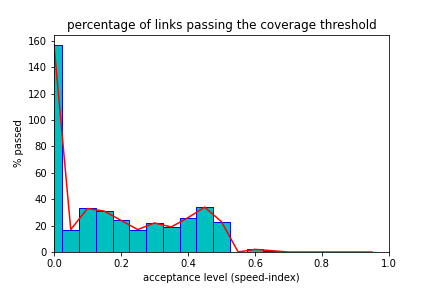 percentage of links passing the coverage threshold
160
140
120
100
80
60
40
20
0
% passed
0.0 0.2 0.4 0.6 0.8 1.0
acceptance level (speed-index)